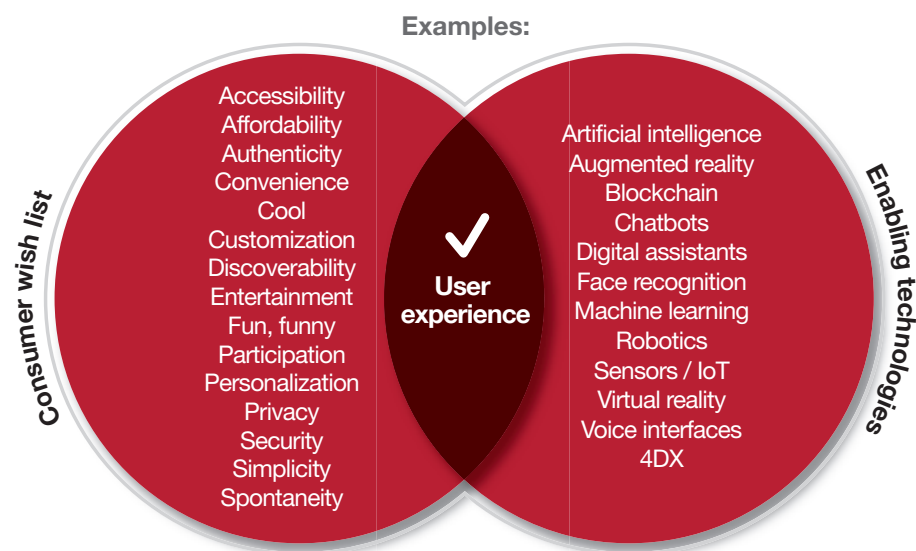 Examples:
Consumer wish list
Accessibility
Affordability
Authenticity
Convenience
Cool
Customization
Discoverability
Entertainment
Fun, funny
Participation
Personalization
Privacy
Security
Simplicity
Spontaneity
User
experience
Artificial intelligence
Augmented reality
Blockchain
Chatbots
Digital assistants
Face recognition
Machine learning
Robotics
Sensors / IoT
Virtual reality
Voice interfaces
4DX
Enabling technologies